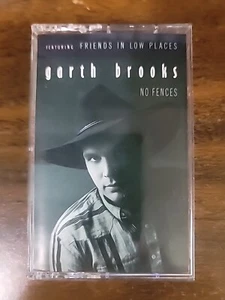 FEATURING FRIENDS IN LOW PLACES
garth brooks
NO FENCES